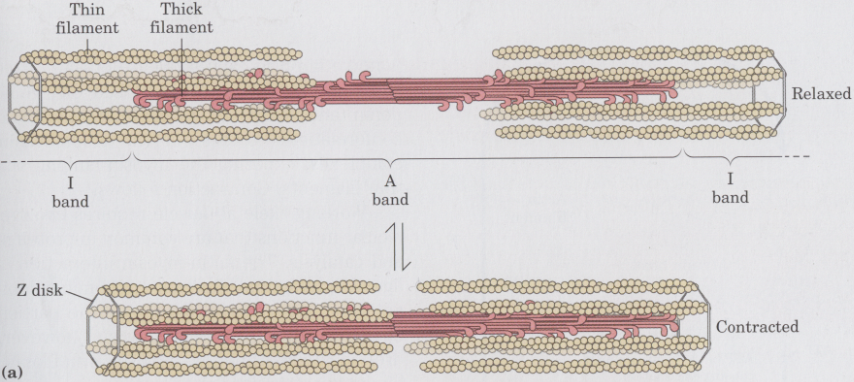 Thin
filament
Thick
filament
Relaxed
I
band
A
band
I
band
Z disk
Contracted
(a)